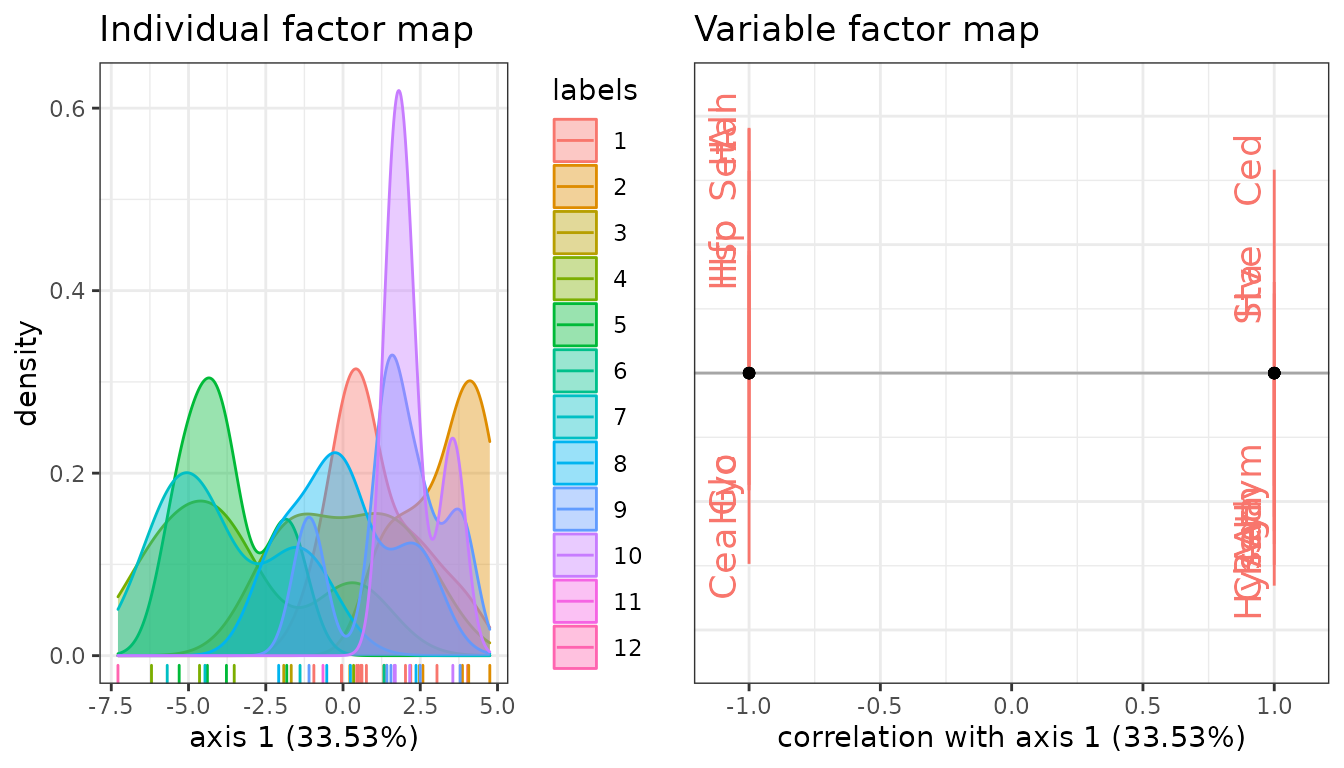 Individual factor map
Variable factor map
density
0.6
0.4
0.2
0.0
-7.5 -5.0 -2.5 0.0 2.5 5.0
axis 1 (33.53%)
labels
1
2
3
4
5
6
7
8
9
10
11
12
Ced
-1.0 -0.5 0.0 0.5 1.0
correlation with axis 1 (33.53%)